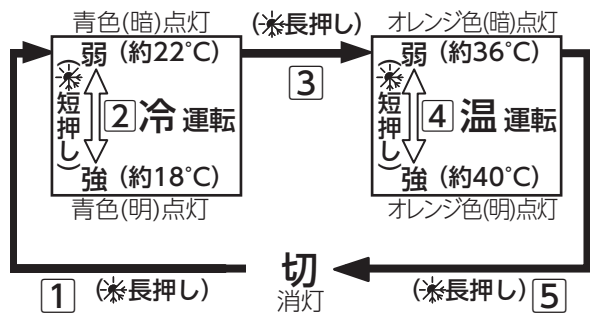 青色(暗)点灯
弱 (約22℃)
(短押し)
2 冷 運転
強 (約18℃)
青色(明)点灯
(長押し)
3
オレンジ色(暗)点灯
弱 (約36℃)
(短押し)
4 温 運転
強 (約40℃)
オレンジ色(明)点灯
切
消灯
1 (長押し)
(長押し) 5